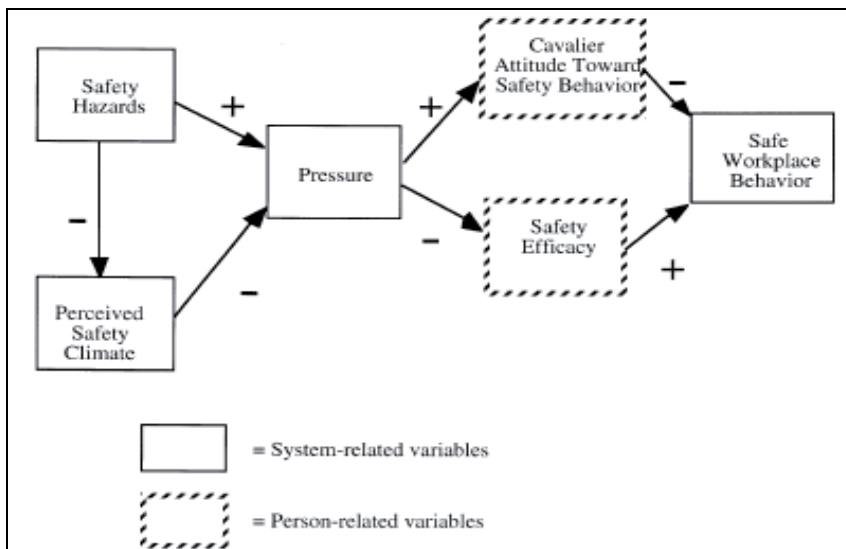 Safety
Hazards
+
-
Perceived
Safety
Climate
-
Pressure
+
-
Cavalier
Attitude Toward
Safety Behavior
Safety
Efficacy
-
+
Safe
Workplace
Behavior
= System-related variables
= Person-related variables